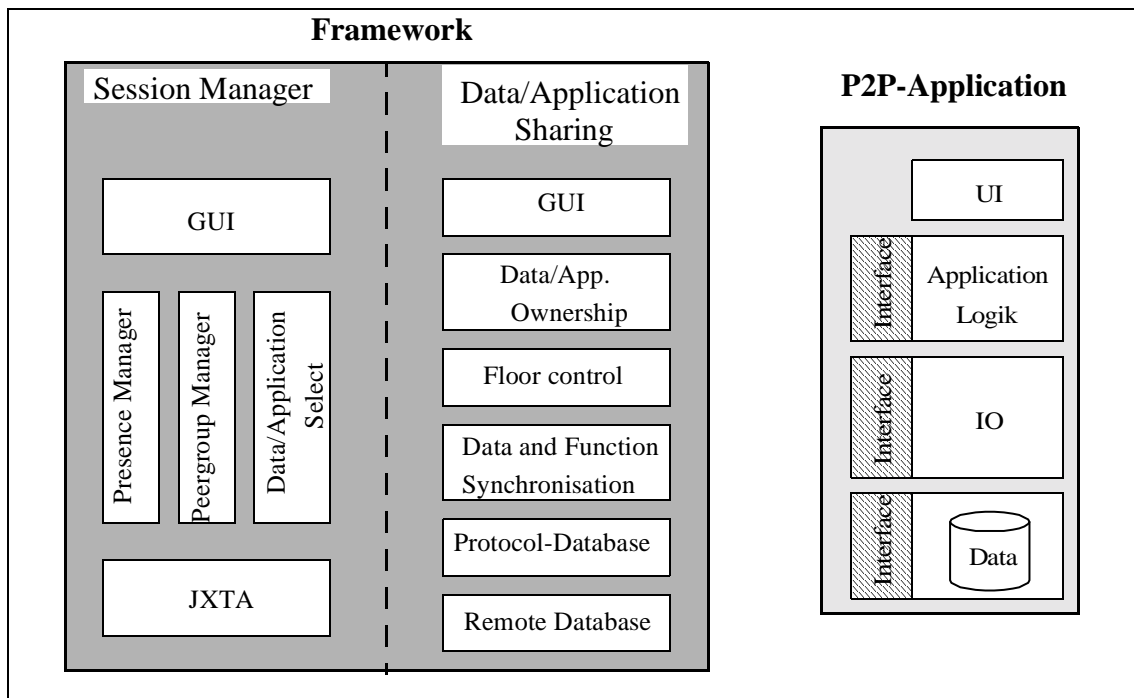 Framework
Session Manager
GUI
Presence Manager
Peergroup Manager
Data/Application
Select
JXTA
Data/Application
Sharing
GUI
Data/App.
Ownership
Floor control
Data and Function
Synchronisation
Protocol-Database
Remote Database
P2P-Application
UI
Interface
Application
Logik
Interface
IO
Interface
Data